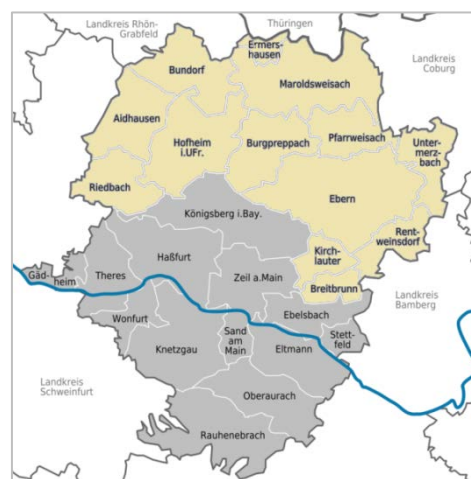 Landkreis Rhön-
Grabfeld
Thüringen
Landkreis
Coburg
Ermers-
hausen
Bundorf
Maroldsweisach
Aidhausen
Hofheim
i.UFr.
Burgpreppach
Pfarrweisach
Unter-
merz-
bach
Riedbach
Ebern
Königsberg i.Bay.
Rent-
weinsdorf
Kirch-
lauter
Haßfurt
Gäd-
heim
Theres
Zeil a.Main
Breitbrunn
Landkreis
Bamberg
Ebelsbach
Wonfurt
Sand
am
Main
Stett-
feld
Knetzgau
Eltmann
Landkreis
Schweinfurt
Oberaurach
Rauhenebrach